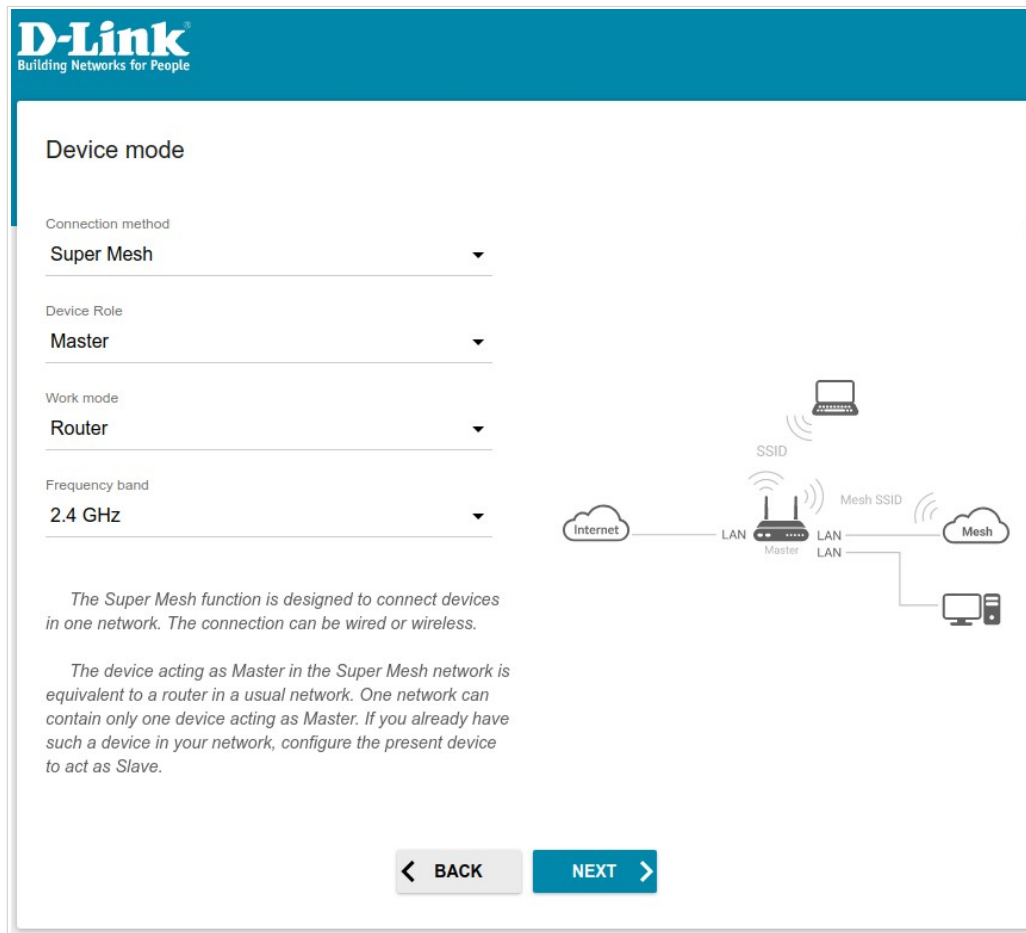 D-Link®
Building Networks for People
Device mode
Connection method
Super Mesh
Device Role
Master
Work mode
Router
Frequency band
2.4 GHz
The Super Mesh function is designed to connect devices
in one network. The connection can be wired or wireless.
The device acting as Master in the Super Mesh network is
equivalent to a router in a usual network. One network can
contain only one device acting as Master. If you already have
such a device in your network, configure the present device
to act as Slave.
SSID
Mesh SSID
Internet
LAN
LAN
Mesh
Master
LAN
BACK
NEXT